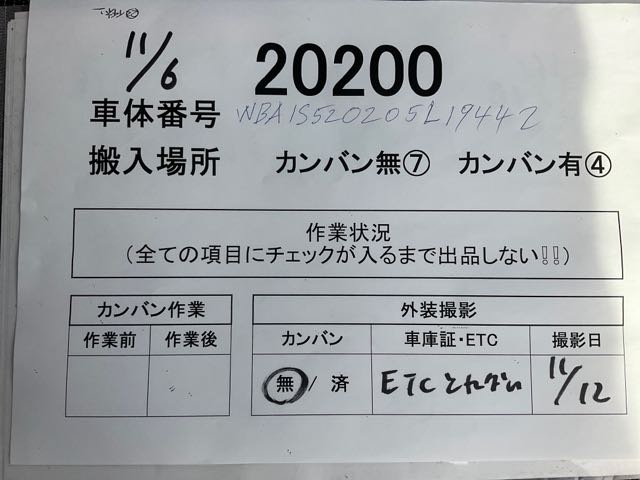 11/6 20200
車体番号 WBA1S520205L19442
搬入場所 カンバン無⑦ カンバン有④
作業状況
(全ての項目にチェックが入るまで出品しない!!)
カンバン作業
作業前 作業後
外装撮影
カンバン 車庫証・ETC 撮影日
無/済 ETCとれない 11/12